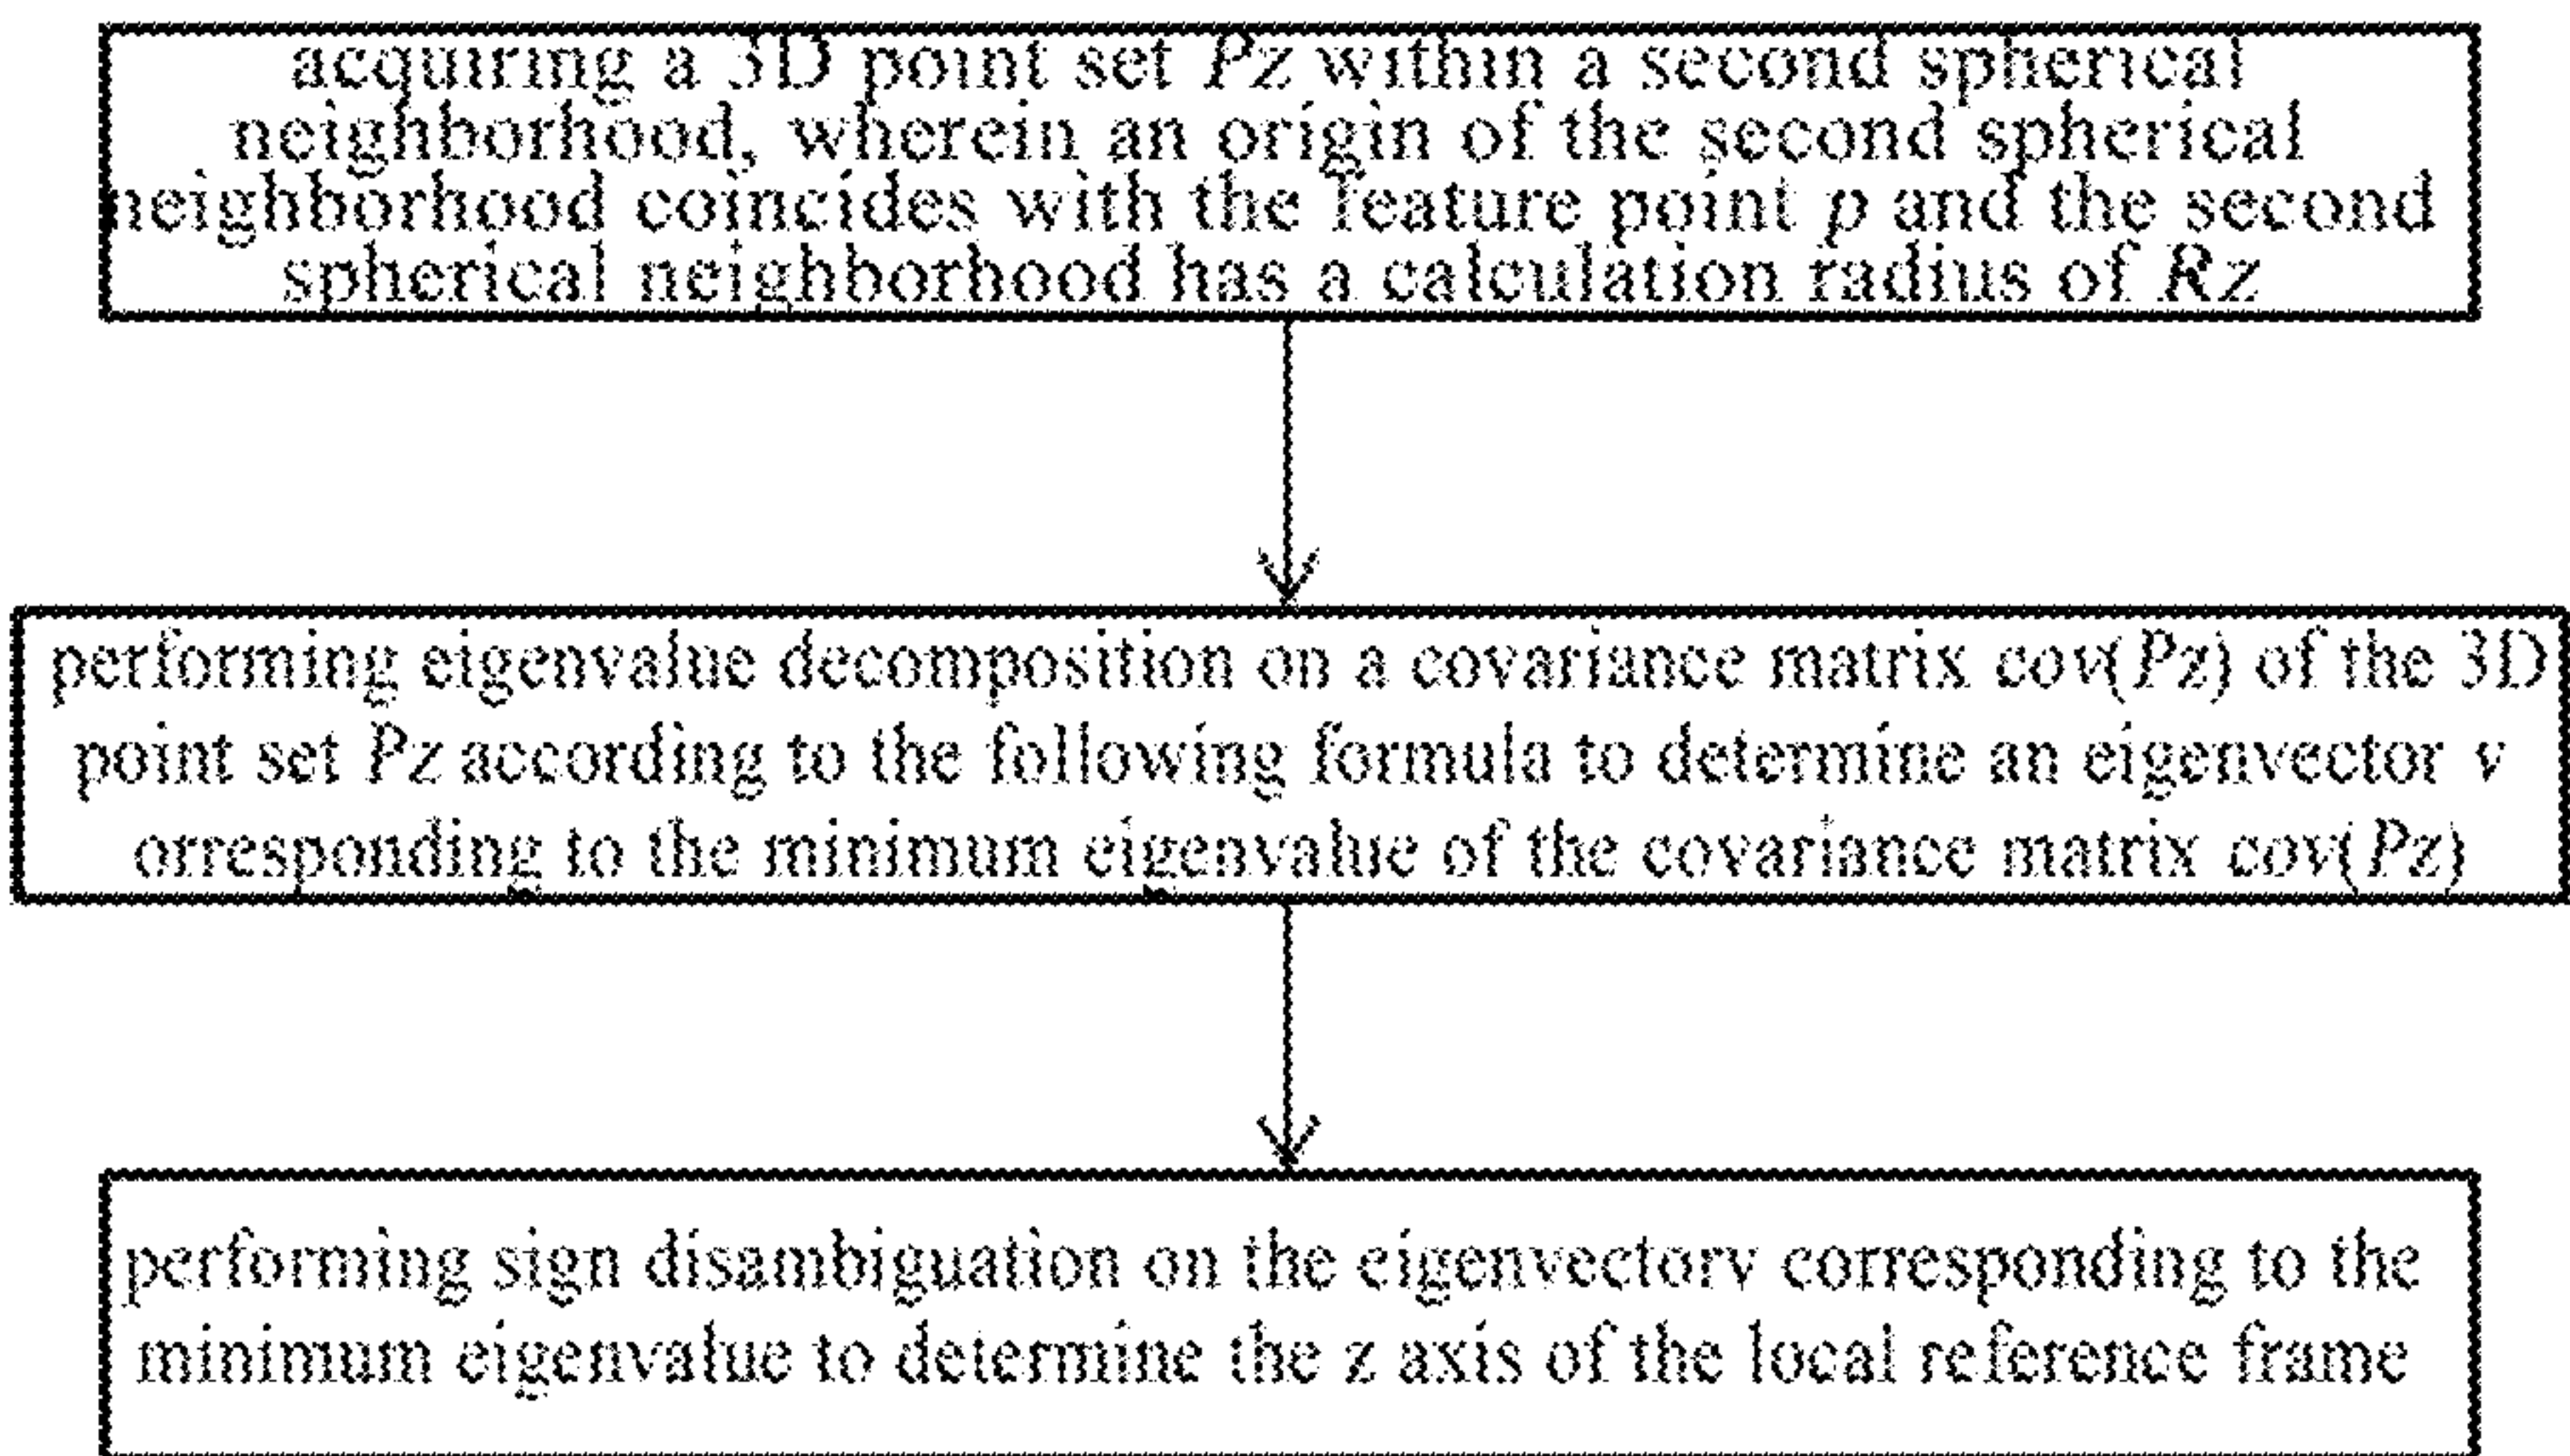 acquiring a 3D point set Pz within a second spherical
neighborhood, wherein an origin of the second spherical
neighborhood coincides with the feature point p and the second
spherical neighborhood has a calculation radius of Rz
performing eigenvalue decomposition on a covariance matrix cov(Pz) of the 3D
point set Pz according to the following formula to determine an eigenvector v
orresponding to the minimum eigenvalue of the covariance matrix cov(Pz)
performing sign disambiguation on the eigenvectorv corresponding to the
minimum eigenvalue to determine the z axis of the local reference frame